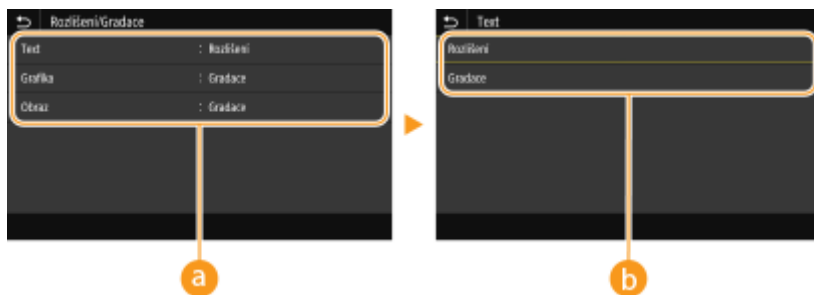 Rozlišení/Gradace
Text : Rozlišení
Grafika : Gradace
Obraz : Gradace
a
Text
Rozlišení
Gradace
b